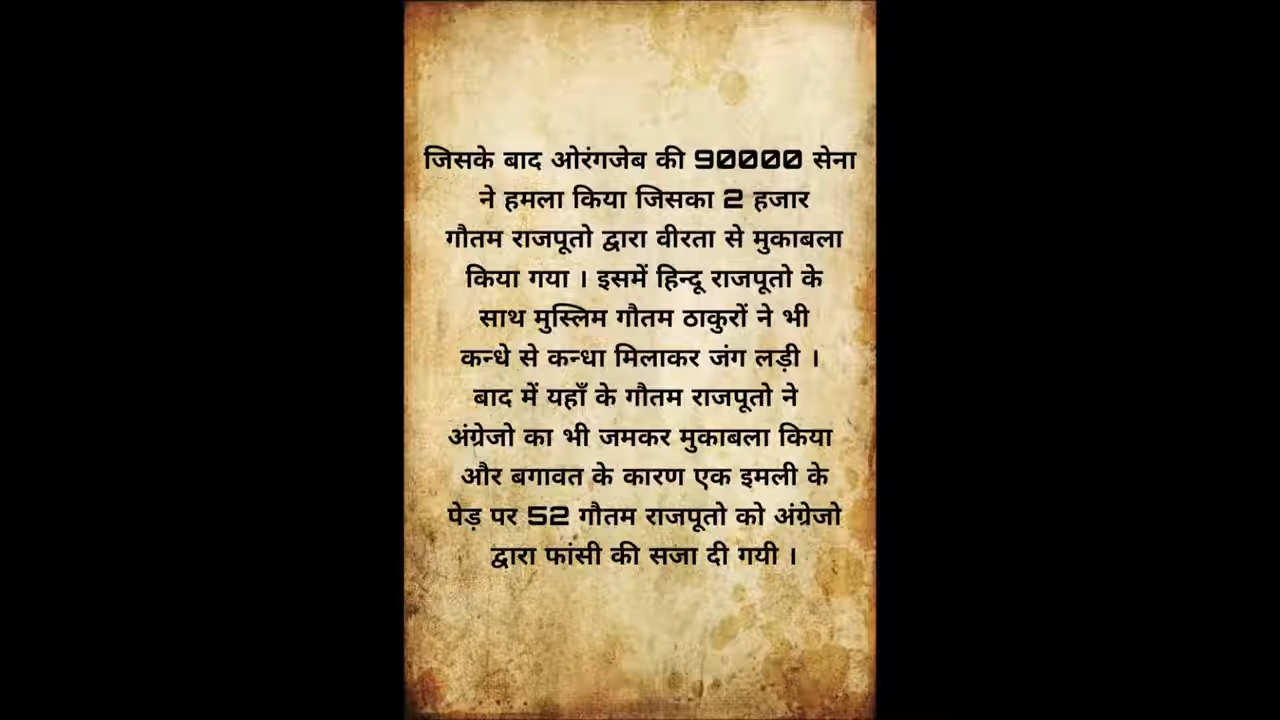 जिसके बाद ओरंगजेब की 90000 सेना
ने हमला किया जिसका 2 हजार
गौतम राजपूतो द्वारा वीरता से मुकाबला
किया गया । इसमें हिन्दू राजपूतो के
साथ मुस्लिम गौतम ठाकुरों ने भी
कन्धे से कन्धा मिलाकर जंग लड़ी ।
बाद में यहाँ के गौतम राजपूतो ने
अंग्रेजो का भी जमकर मुकाबला किया
और बगावत के कारण एक इमली के
पेड़ पर 52 गौतम राजपूतो को अंग्रेजो
द्वारा फांसी की सजा दी गयी ।